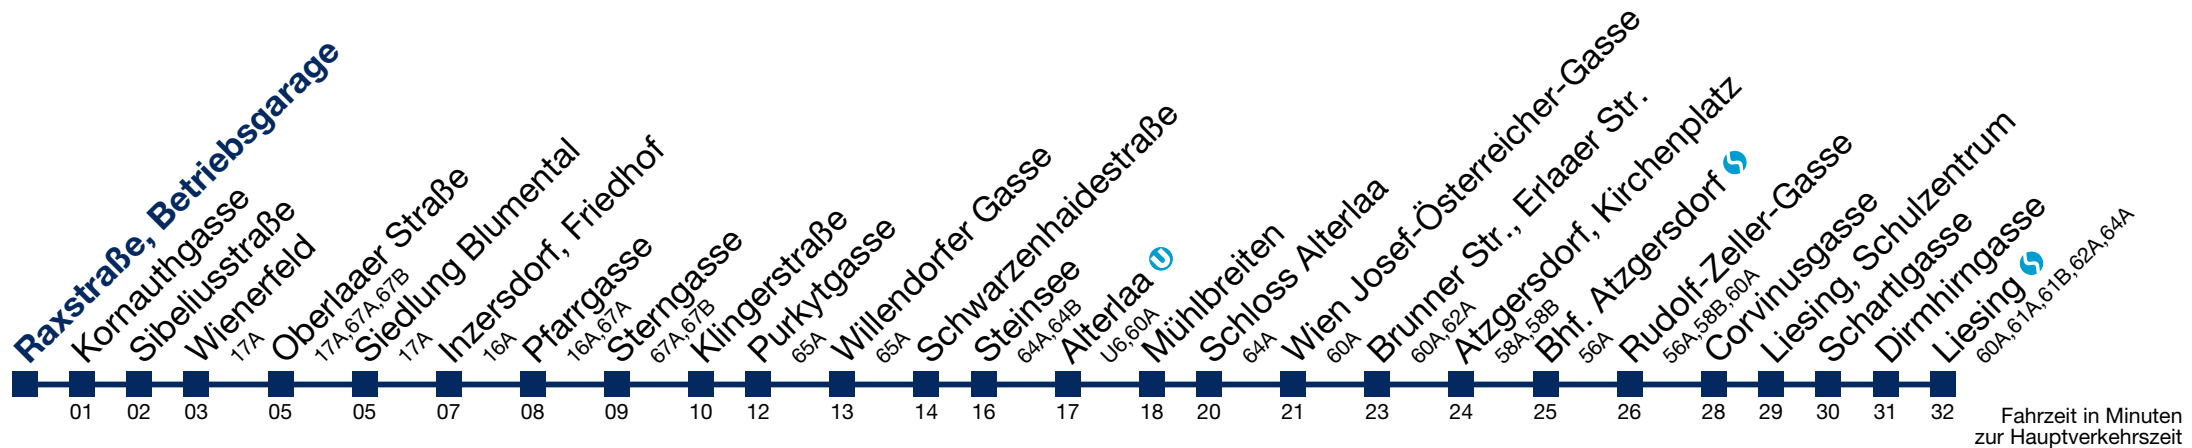 Raxstraße, Betriebsgarage
Kornauthgasse
Sibeliusstraße
Wienerfeld
17A
Oberlaaer Straße
17A,67A,67B
Siedlung Blumental
17A
Inzersdorf, Friedhof
16A
Pfarrgasse
16A,67A
Sterngasse
67A,67B
Klingerstraße
Purkytgasse
65A
Willendorfer Gasse
65A
Schwarzenhaidestraße
Steinsee
64A,64B
Alterlaa U
U6,60A
Mühlbreiten
Schloss Alterlaa
64A
Wien Josef-Österreicher-Gasse
60A
Brunner Str., Erlaaer Str.
60A,62A
Atzgersdorf, Kirchenplatz
58A,58B
Bhf. Atzgersdorf
56A
Rudolf-Zeller-Gasse
56A,58B,60A
Corvinusgasse
Liesing, Schulzentrum
Schartlgasse
Dirmhirngasse
Liesing
60A,61A,61B,62A,64A
01 02 03 05 05 07 08 09 10 12 13 14 16 17 18 20 21 23 24 25 26 28 29 30 31 32
Fahrzeit in Minuten
zur Hauptverkehrszeit